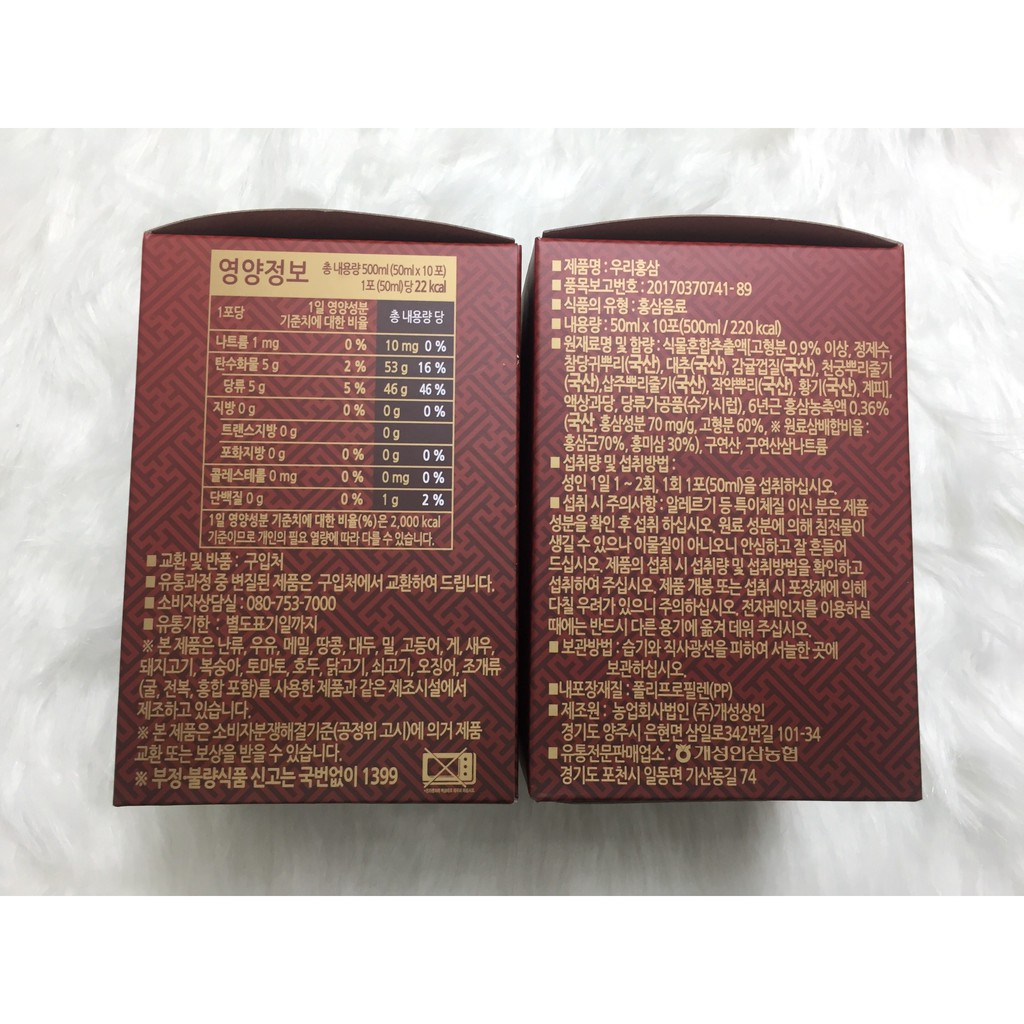 영양정보 총 내용량 500ml (50ml x 10포)
1포 (50ml)당 22 kcal
1포당 1일 영양성분 기준치에 대한 비율 총 내용량 당
나트륨 1 mg 0 % 10 mg 0 %
탄수화물 5 g 2 % 53 g 16 %
당류 5 g 5 % 46 g 46 %
지방 0 g 0 % 0 g 0 %
트랜스지방 0 g 0 g
포화지방 0 g 0 % 0 g 0 %
콜레스테롤 0 mg 0 % 0 mg 0 %
단백질 0 g 0 % 1 g 2 %
1일 영양성분 기준치에 대한 비율(%)은 2,000 kcal
기준이므로 개인의 필요 열량에 따라 다를 수 있습니다.
■ 교환 및 반품 : 구입처
■ 유통과정 중 변질된 제품은 구입처에서 교환하여 드립니다.
■ 소비자상담실 : 080-753-7000
■ 유통기한 : 별도표기일까지
※ 본 제품은 난류, 우유, 메밀, 땅콩, 대두, 밀, 고등어, 게, 새우,
돼지고기, 복숭아, 토마토, 호두, 닭고기, 쇠고기, 오징어, 조개류
(굴, 전복, 홍합 포함)를 사용한 제품과 같은 제조시설에서
제조하고 있습니다.
※ 본 제품은 소비자분쟁해결기준(공정위 고시)에 의거 제품
교환 또는 보상을 받을 수 있습니다.
※ 부정·불량식품 신고는 국번없이 1399
■ 제품명 : 우리홍삼
■ 품목보고번호 : 20170370741- 89
■ 식품의 유형 : 홍삼음료
■ 내용량 : 50ml x 10포(500ml / 220 kcal)
■ 원재료명 및 함량 : 식물혼합추출액[고형분 0.9% 이상, 정제수,
참당귀뿌리(국산), 대추(국산), 감귤껍질(국산), 천궁뿌리줄기
(국산),삽주뿌리줄기(국산), 작약뿌리(국산), 황기(국산), 계피],
액상과당, 당류가공품(슈가시럽), 6년근 홍삼농축액 0.36%
(국산, 홍삼성분 70 mg/g, 고형분 60%, ※ 원료삼배합비율 :
홍삼근70%, 홍미삼 30%), 구연산, 구연산삼나트륨
■ 섭취량 및 섭취방법 :
성인 1일 1 ~ 2회, 1회 1포(50ml)을 섭취하십시오.
■ 섭취 시 주의사항 : 알레르기 등 특이체질 이신 분은 제품
성분을 확인 후 섭취 하십시오. 원료 성분에 의해 침전물이
생길 수 있으나 이물질이 아니오니 안심하고 잘 흔들어
드십시오. 제품의 섭취 시 섭취량 및 섭취방법을 확인하고
섭취하여 주십시오. 제품 개봉 또는 섭취 시 포장재에 의해
다칠 우려가 있으니 주의하십시오. 전자레인지를 이용하실
때에는 반드시 다른 용기에 옮겨 데워 주십시오.
■ 보관방법 : 습기와 직사광선을 피하여 서늘한 곳에
보관하십시오.
■ 내포장재질 : 폴리프로필렌(PP)
■ 제조원 : 농업회사법인 (주)개성상인
경기도 양주시 은현면 삼일로342번길 101-34
■ 유통전문판매업소 : 개성인삼농협
경기도 포천시 일동면 기산동길 74